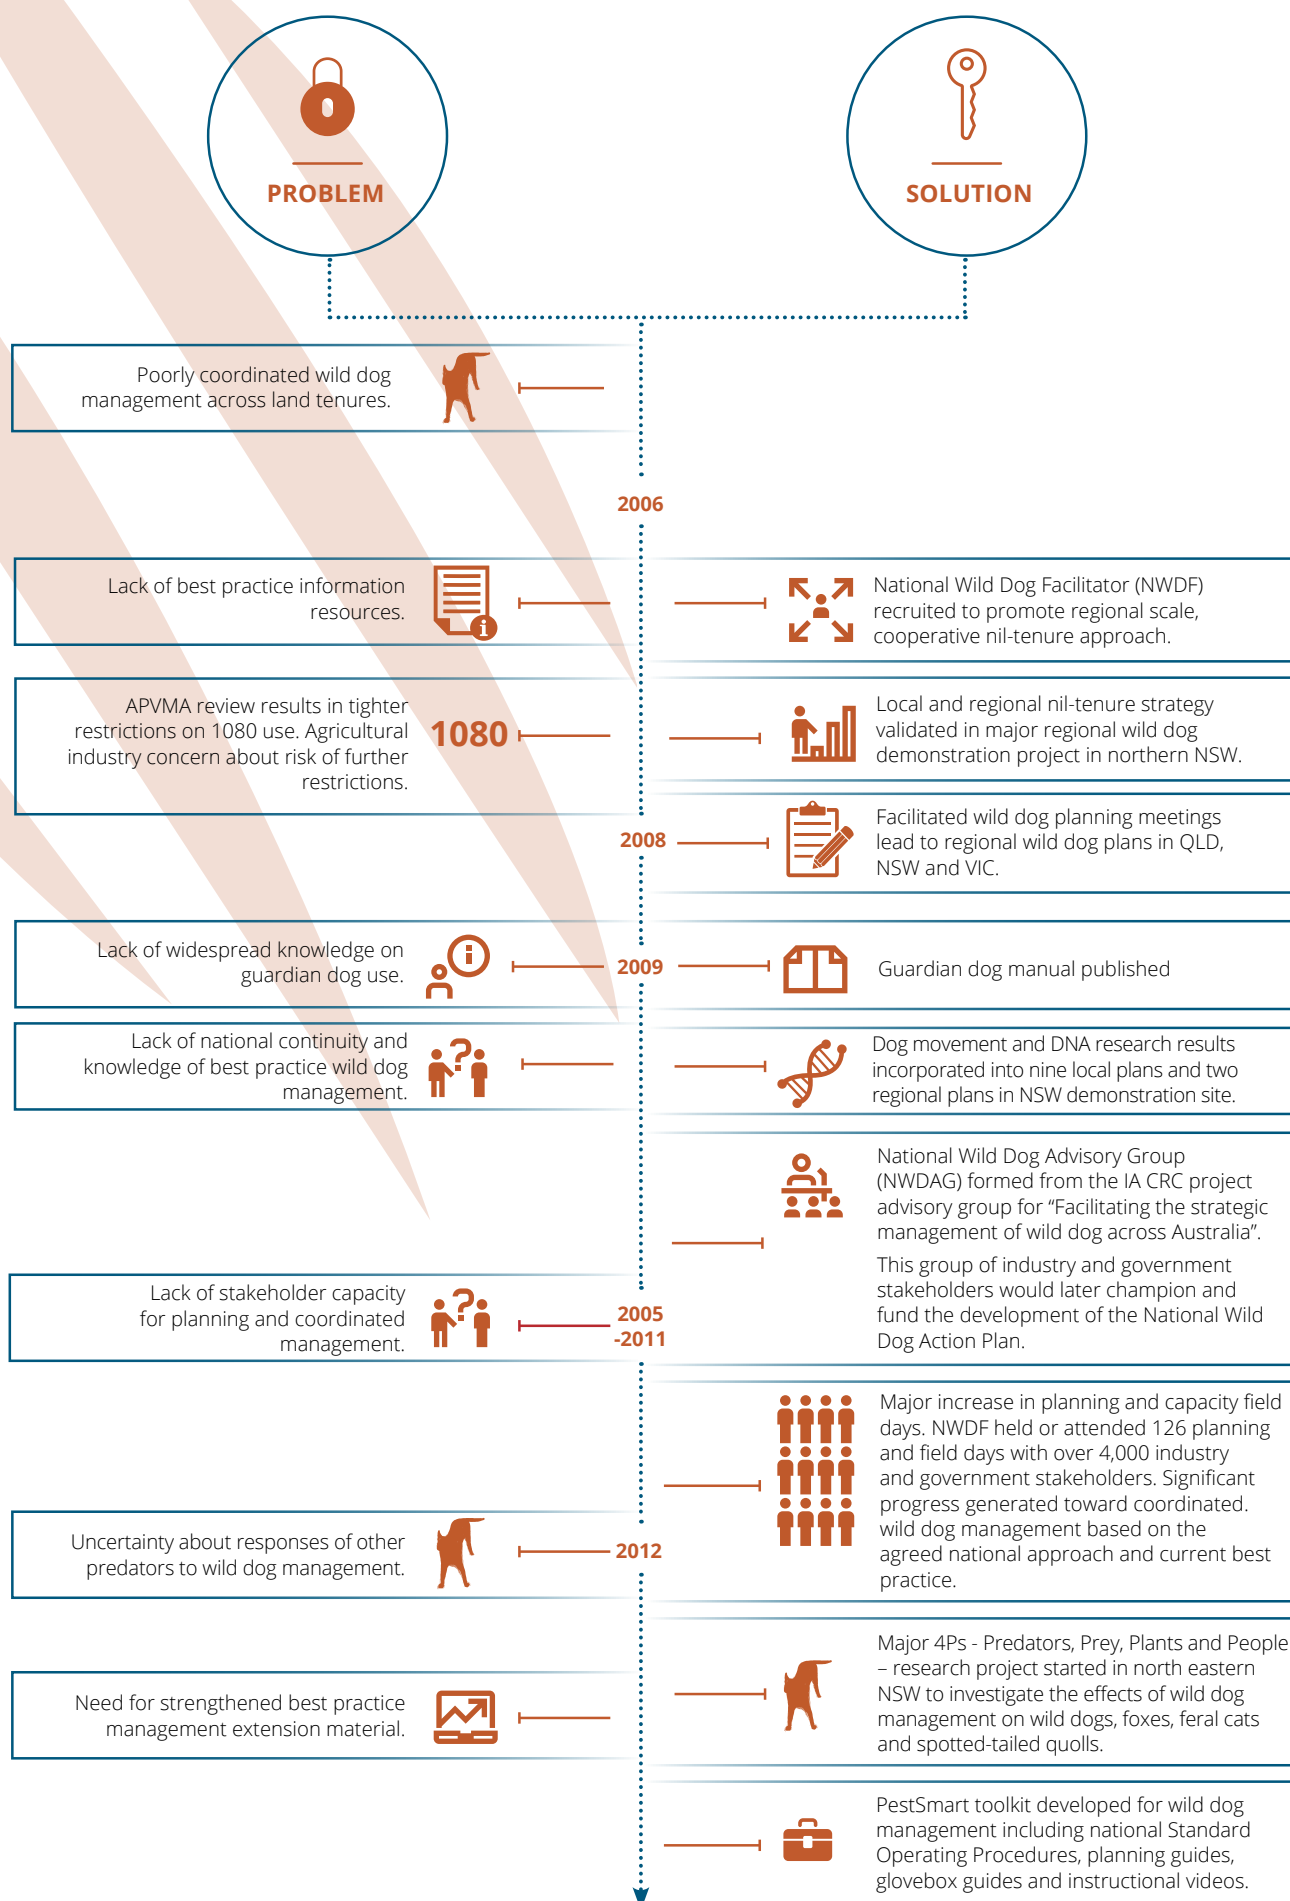 PROBLEM
SOLUTION
Poorly coordinated wild dog
management across land tenures.
2006
Lack of best practice information
resources.
National Wild Dog Facilitator (NWDF)
recruited to promote regional scale,
cooperative nil-tenure approach.
APVMA review results in tighter
restrictions on 1080 use. Agricultural
industry concern about risk of further
restrictions.
1080
Local and regional nil-tenure strategy
validated in major regional wild dog
demonstration project in northern NSW.
2008
Facilitated wild dog planning meetings
lead to regional wild dog plans in QLD,
NSW and VIC.
Lack of widespread knowledge on
guardian dog use.
2009
Guardian dog manual published
Lack of national continuity and
knowledge of best practice wild dog
management.
Dog movement and DNA research results
incorporated into nine local plans and two
regional plans in NSW demonstration site.
National Wild Dog Advisory Group
(NWDAG) formed from the IA CRC project
advisory group for “Facilitating the strategic
management of wild dog across Australia”.
This group of industry and government
stakeholders would later champion and
fund the development of the National Wild
Dog Action Plan.
Lack of stakeholder capacity
for planning and coordinated
management.
2005
-2011
Major increase in planning and capacity field
days. NWDF held or attended 126 planning
and field days with over 4,000 industry
and government stakeholders. Significant
progress generated toward coordinated.
wild dog management based on the
agreed national approach and current best
practice.
Uncertainty about responses of other
predators to wild dog management.
2012
Major 4Ps - Predators, Prey, Plants and People
– research project started in north eastern
NSW to investigate the effects of wild dog
management on wild dogs, foxes, feral cats
and spotted-tailed quolls.
Need for strengthened best practice
management extension material.
PestSmart toolkit developed for wild dog
management including national Standard
Operating Procedures, planning guides,
glovebox guides and instructional videos.